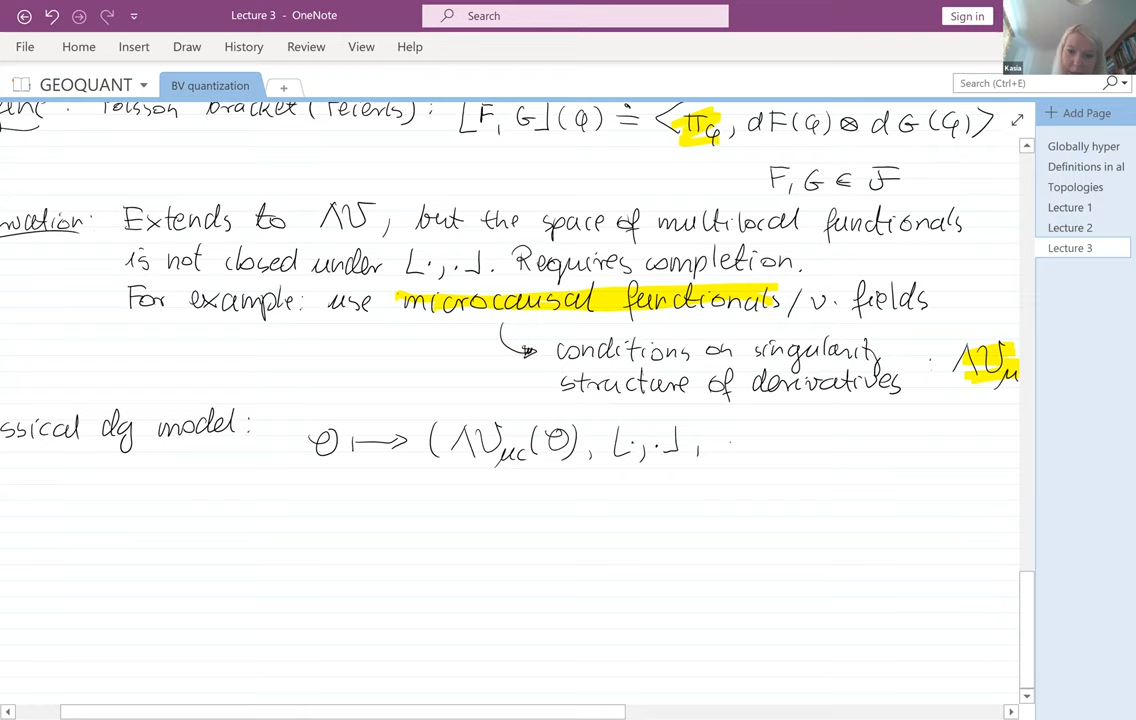 Lecture 3 - OneNote
Search
Sign in
File Home Insert Draw History Review View Help
Kasia
GEOQUANT
BV quantization
Search (Ctrl+E)
Poisson bracket (Peierls): ⌊F, G⌋(φ) ≐ <π_φ, dF(φ) ⊗ dG(φ)>
F, G ∈ F
Extends to ΛV, but the space of multilocal functionals
is not closed under ⌊·,·⌋. Requires completion.
For example: use microcausal functionals / v. fields
conditions on singularity
structure of derivatives : ΛV_μ
ssical dg model: O ↦ (ΛV_μc(O), ⌊·,·⌋,
Add Page
Globally hyper
Definitions in al
Topologies
Lecture 1
Lecture 2
Lecture 3